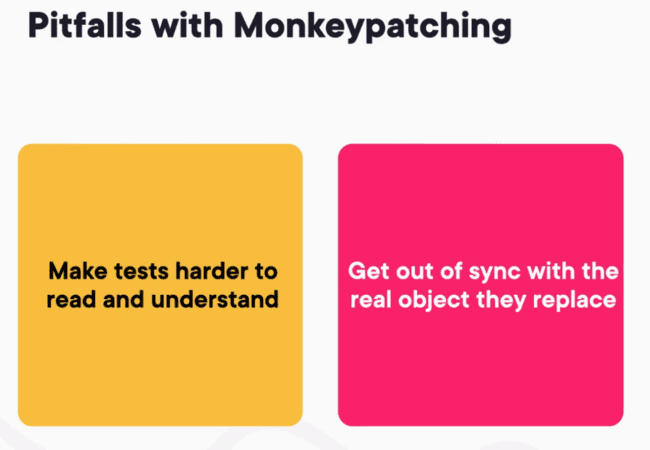 Pitfalls with Monkeypatching
Make tests harder to
read and understand
Get out of sync with the
real object they replace